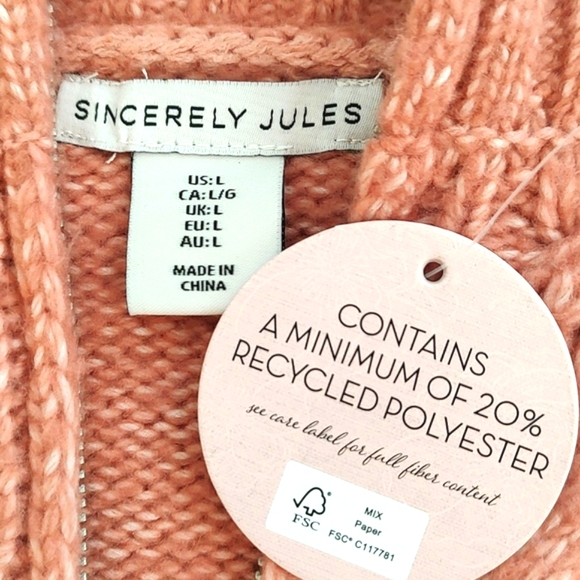 SINCERELY JULES
US: L
CA: L/G
UK: L
EU: L
AU: L
MADE IN
CHINA
CONTAINS
A MINIMUM OF 20%
RECYCLED POLYESTER
see care label for full fiber content
FSC
MIX
Paper
FSC® C117781